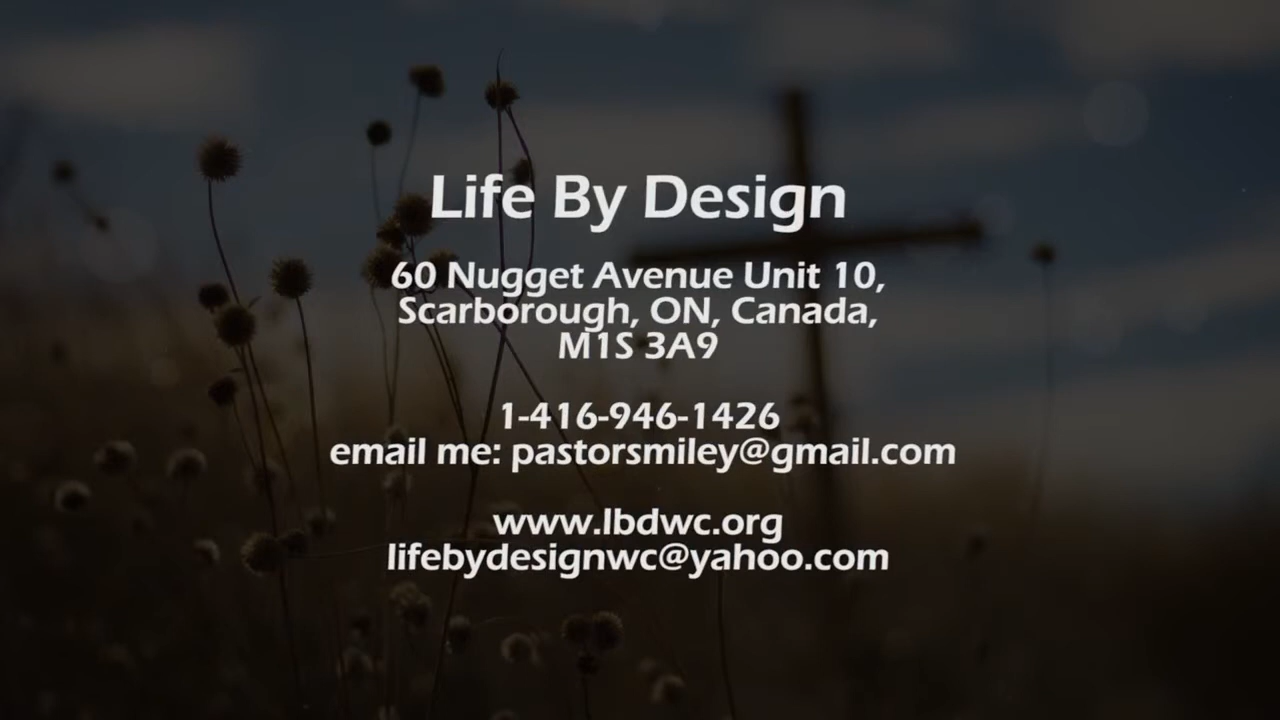 Life By Design
60 Nugget Avenue Unit 10,
Scarborough, ON, Canada,
M1S 3A9
1-416-946-1426
email me: pastorsmiley@gmail.com
www.lbdwc.org
lifebydesignwc@yahoo.com